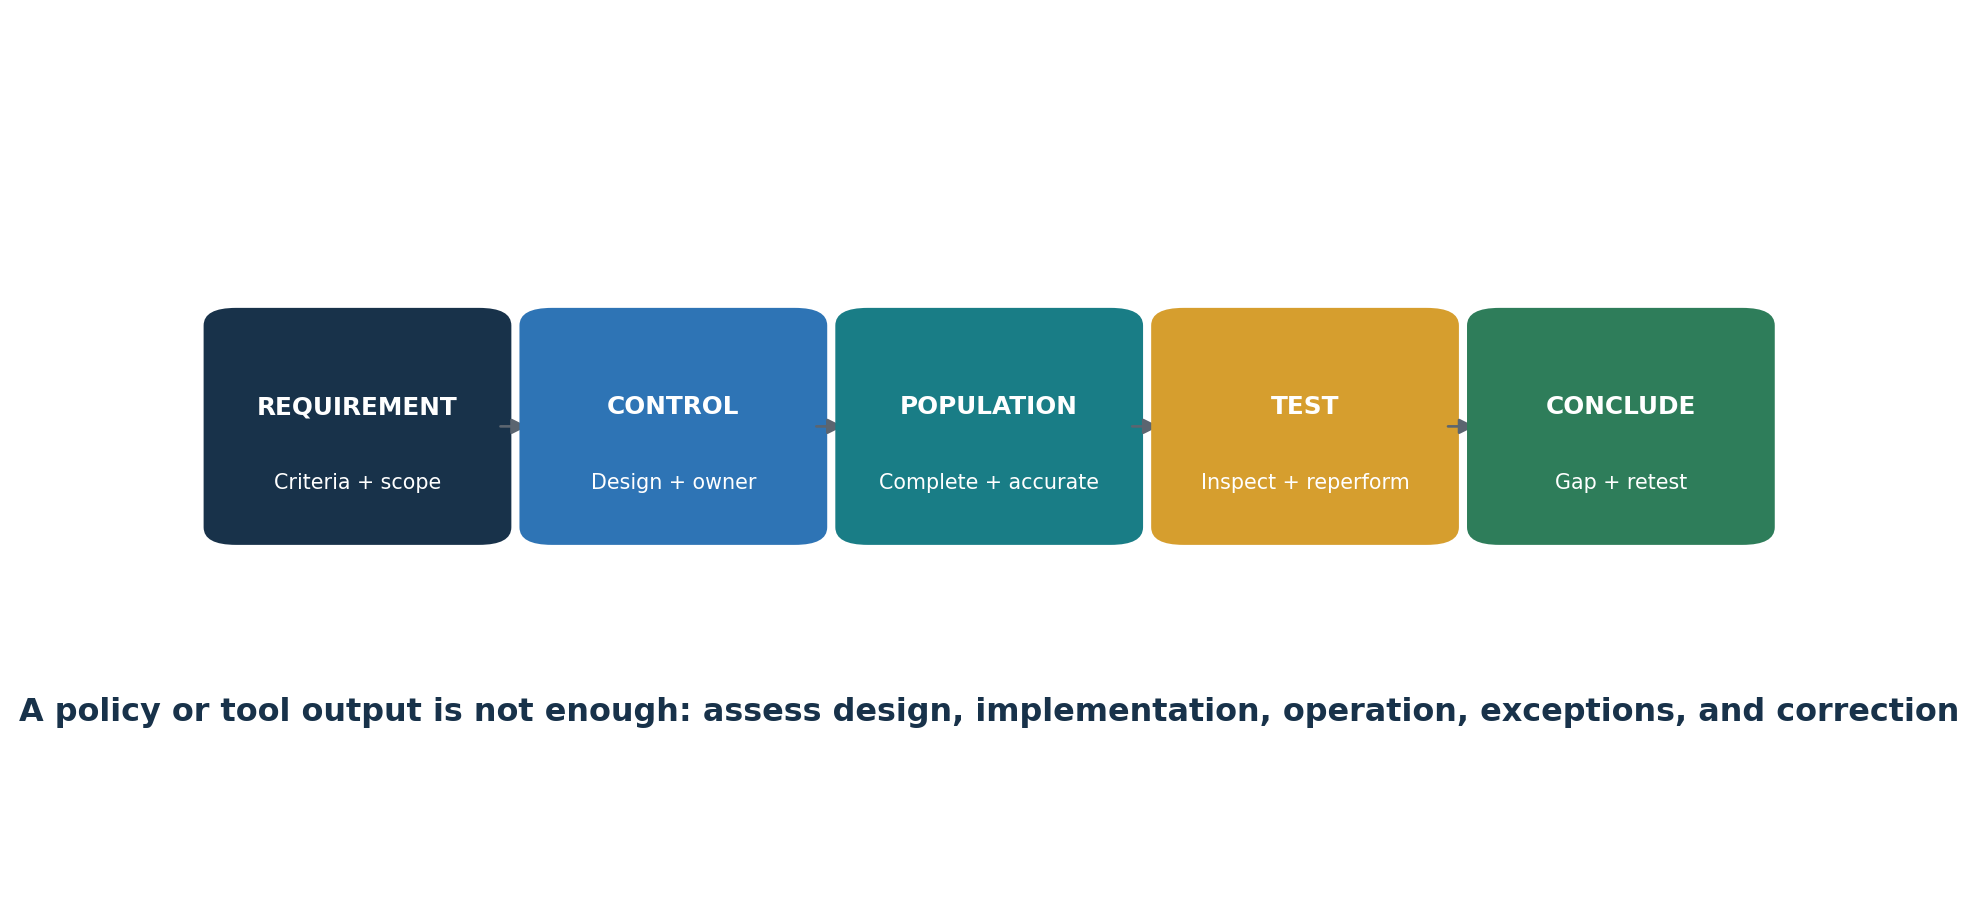 REQUIREMENT
Criteria + scope
CONTROL
Design + owner
POPULATION
Complete + accurate
TEST
Inspect + reperform
CONCLUDE
Gap + retest
A policy or tool output is not enough: assess design, implementation, operation, exceptions, and correction